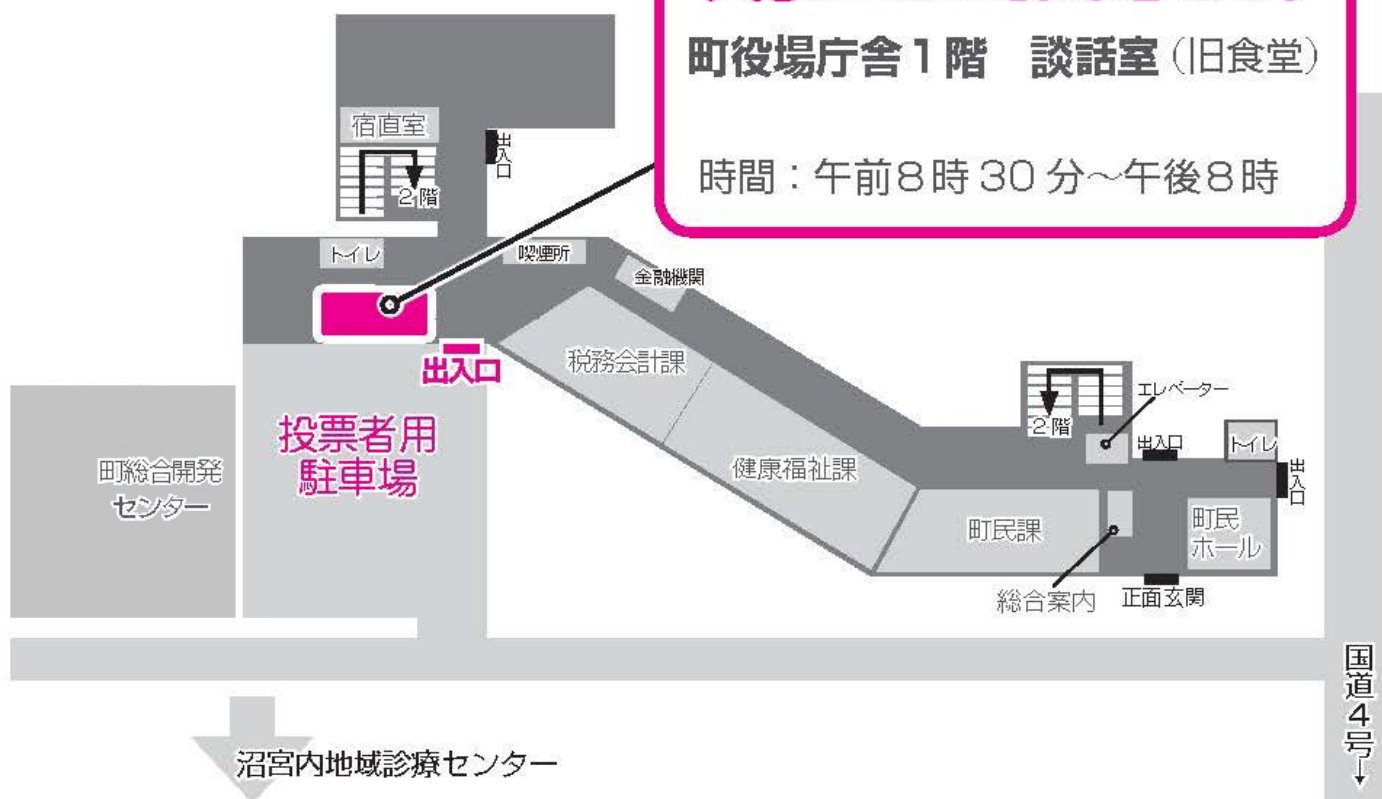 町役場庁舎1階　談話室（旧食堂）
時間：午前8時30分～午後8時
宿直室
出入口
2階
トイレ
喫煙所
金融機関
出入口
税務会計課
投票者用
駐車場
町総合開発
センター
健康福祉課
2階
エレベーター
出入口
トイレ
出入口
町民課
町民
ホール
総合案内
正面玄関
国道4号→
沼宮内地域診療センター